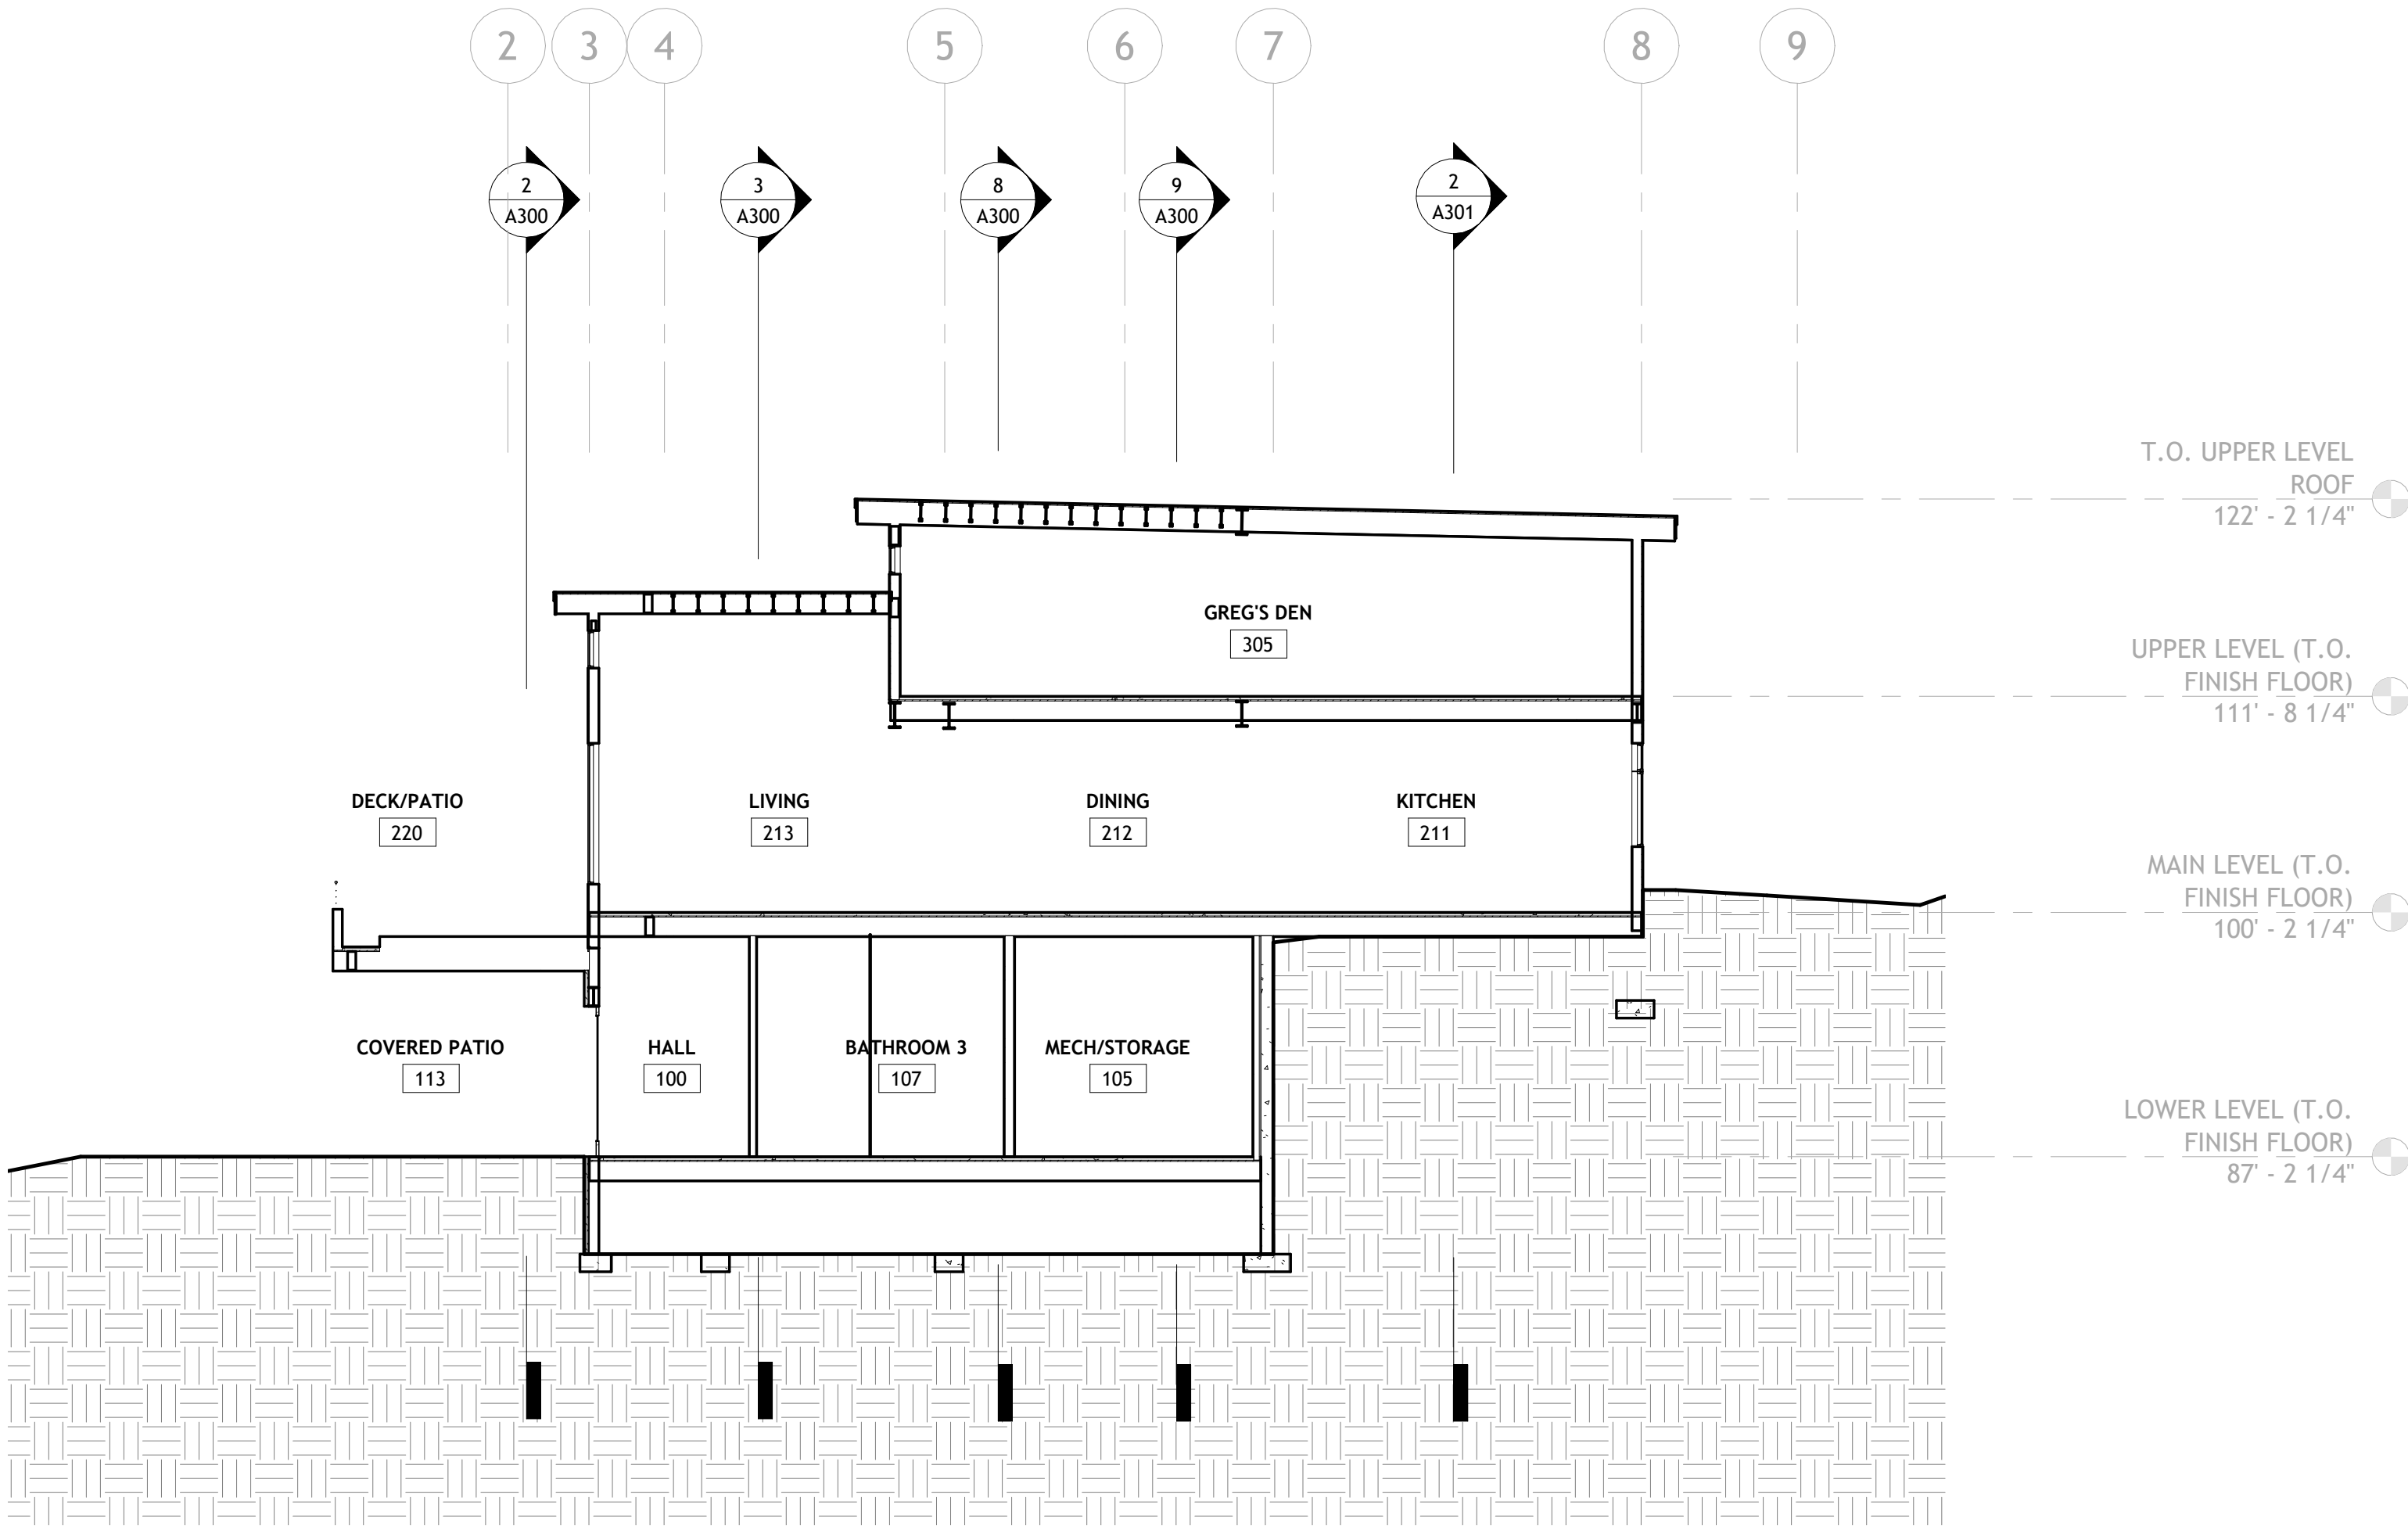 2 3 4 5 6 7 8 9
2
A300
3
A300
8
A300
9
A300
2
A301
T.O. UPPER LEVEL
ROOF
122' - 2 1/4"
GREG'S DEN
305
UPPER LEVEL (T.O.
FINISH FLOOR)
111' - 8 1/4"
DECK/PATIO
220
LIVING
213
DINING
212
KITCHEN
211
MAIN LEVEL (T.O.
FINISH FLOOR)
100' - 2 1/4"
COVERED PATIO
113
HALL
100
BATHROOM 3
107
MECH/STORAGE
105
LOWER LEVEL (T.O.
FINISH FLOOR)
87' - 2 1/4"